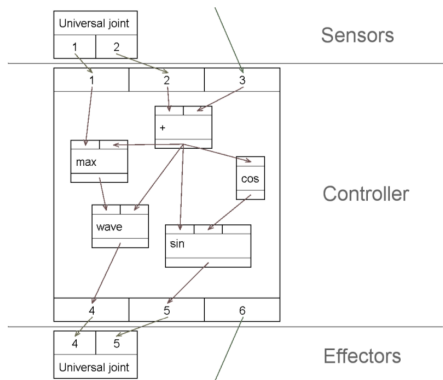 Universal joint
1 2
Sensors
1 2 3
+
max
cos
wave
sin
Controller
4 5 6
4 5
Universal joint
Effectors